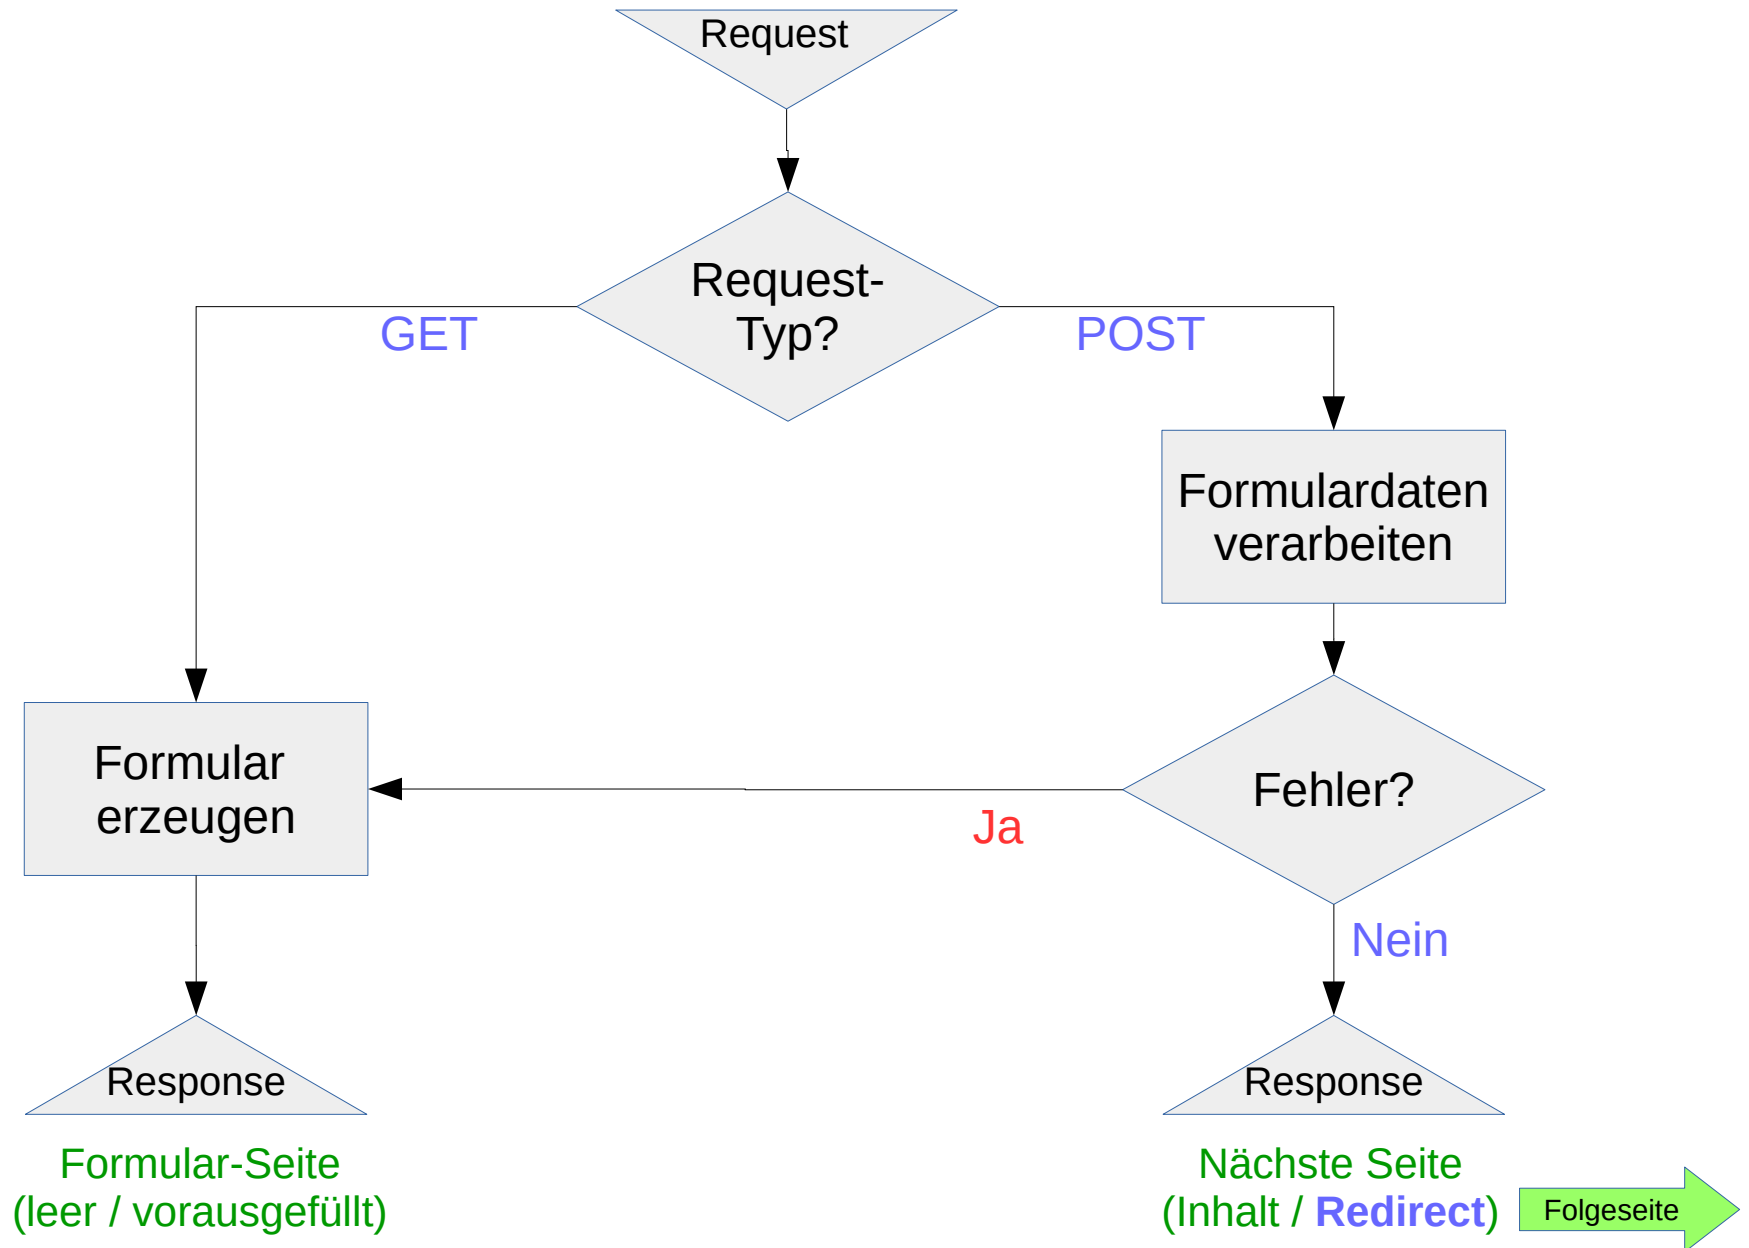 Request
Request-
Typ?
GET
POST
Formulardaten
verarbeiten
Formular
erzeugen
Fehler?
Ja
Nein
Response
Response
Formular-Seite
(leer / vorausgefüllt)
Nächste Seite
(Inhalt / Redirect)
Folgeseite